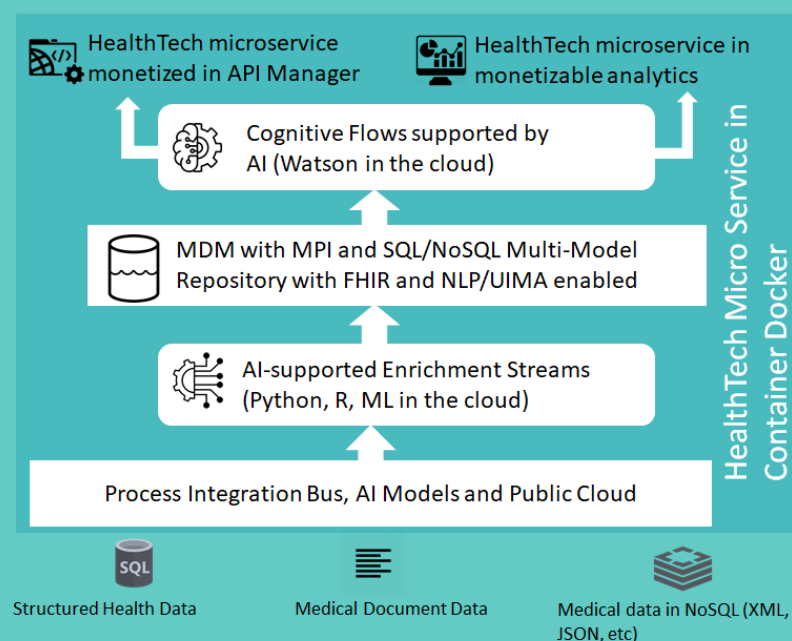 HealthTech microservice
monetized in API Manager
HealthTech microservice in
monetizable analytics
Cognitive Flows supported by
AI (Watson in the cloud)
MDM with MPI and SQL/NoSQL Multi-Model
Repository with FHIR and NLP/UIMA enabled
AI-supported Enrichment Streams
(Python, R, ML in the cloud)
Process Integration Bus, AI Models and Public Cloud
HealthTech Micro Service in
Container Docker
SQL
Structured Health Data
Medical Document Data
Medical data in NoSQL (XML,
JSON, etc)